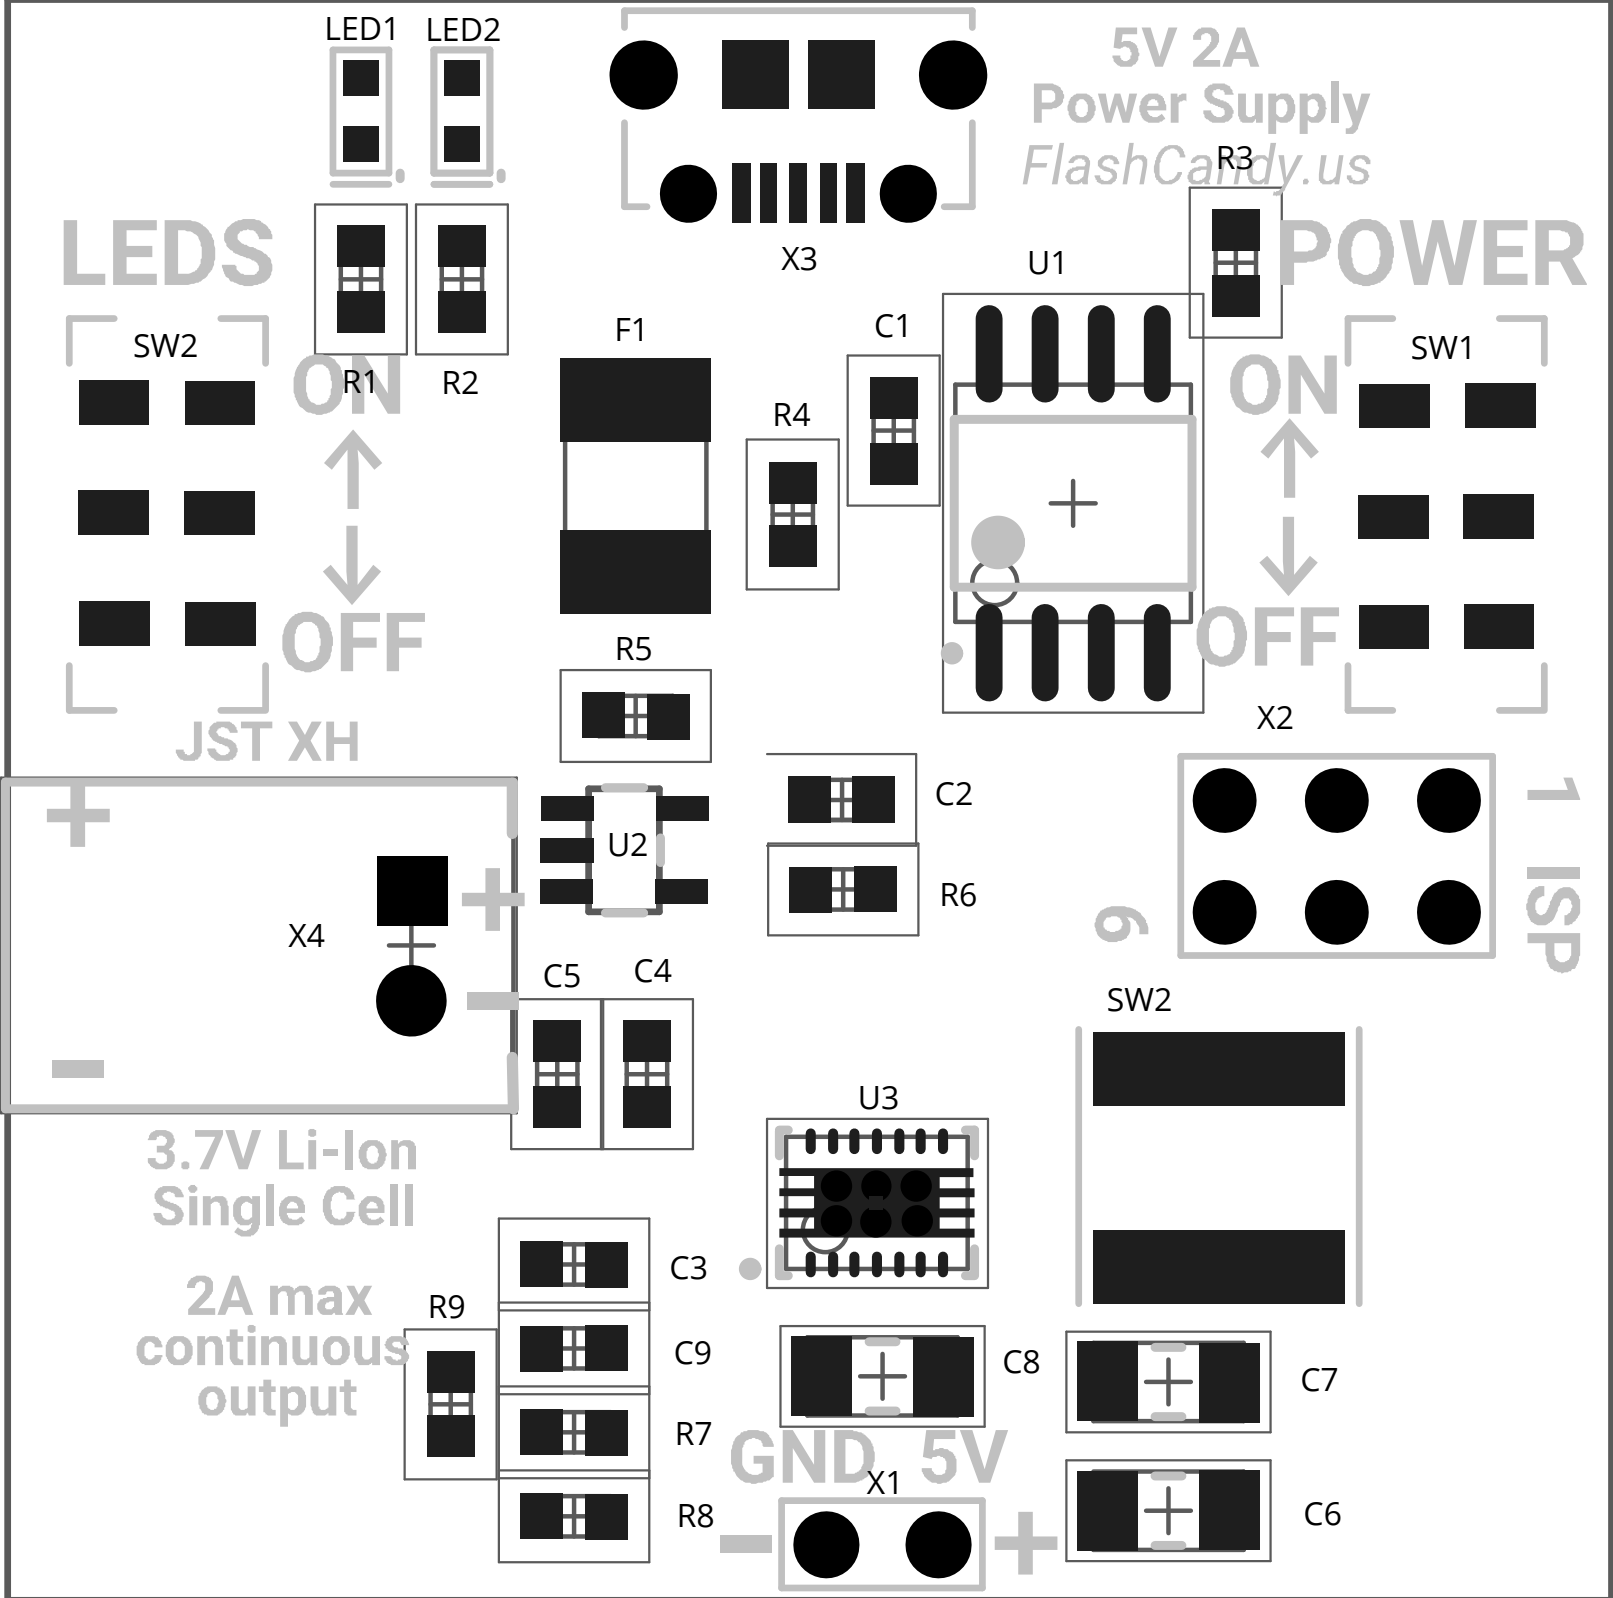 LED1 LED2
5V 2A
Power Supply
FlashCandy.us
R3
LEDS
X3
U1
POWER
SW2
F1
C1
SW1
ON
R1
R2
R4
ON
OFF
OFF
R5
JST XH
X2
+
U2
C2
1 ISP
+
R6
6
X4
C5
C4
SW2
-
-
U3
3.7V Li-Ion
Single Cell
C3
2A max
continuous
output
R9
C9
C8
C7
R7
GND 5V
X1
R8
-
+
C6